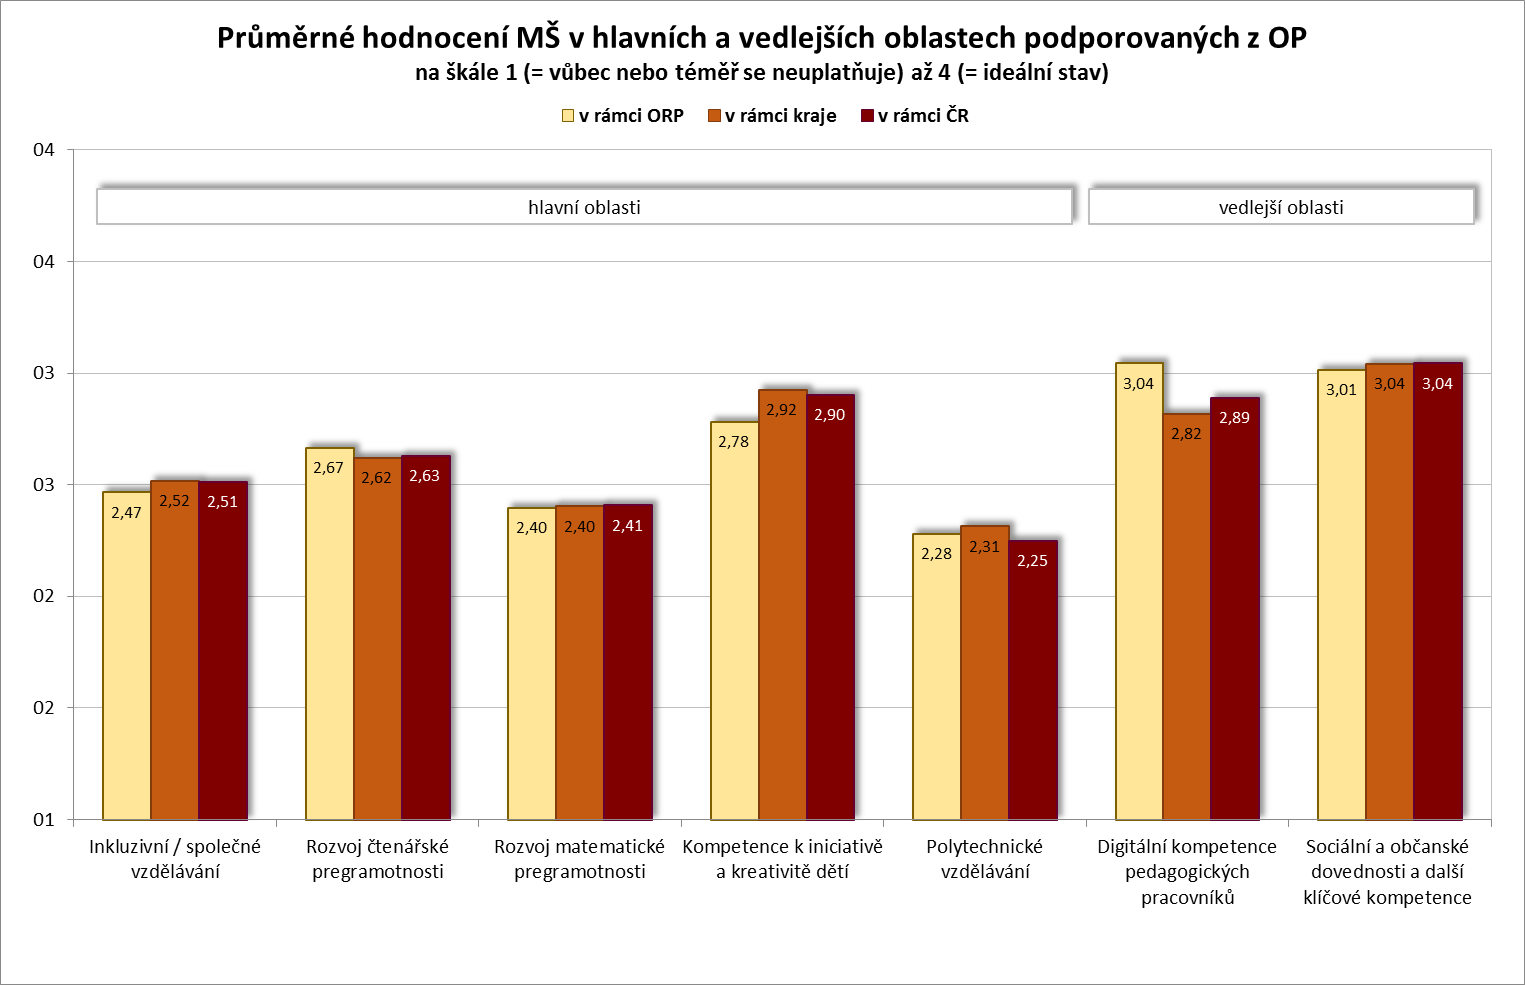 Průměrné hodnocení MŠ v hlavních a vedlejších oblastech podporovaných z OP
na škále 1 (= vůbec nebo téměř se neuplatňuje) až 4 (= ideální stav)
v rámci ORP v rámci kraje v rámci ČR
04
hlavní oblasti vedlejší oblasti
04
03
03
02
02
01
2,47 2,52 2,51
2,67 2,62 2,63
2,40 2,40 2,41
2,78 2,92 2,90
2,28 2,31 2,25
3,04 2,82 2,89
3,01 3,04 3,04
Inkluzivní / společné
vzdělávání
Rozvoj čtenářské
pregramotnosti
Rozvoj matematické
pregramotnosti
Kompetence k iniciativě
a kreativitě dětí
Polytechnické
vzdělávání
Digitální kompetence
pedagogických
pracovníků
Sociální a občanské
dovednosti a další
klíčové kompetence